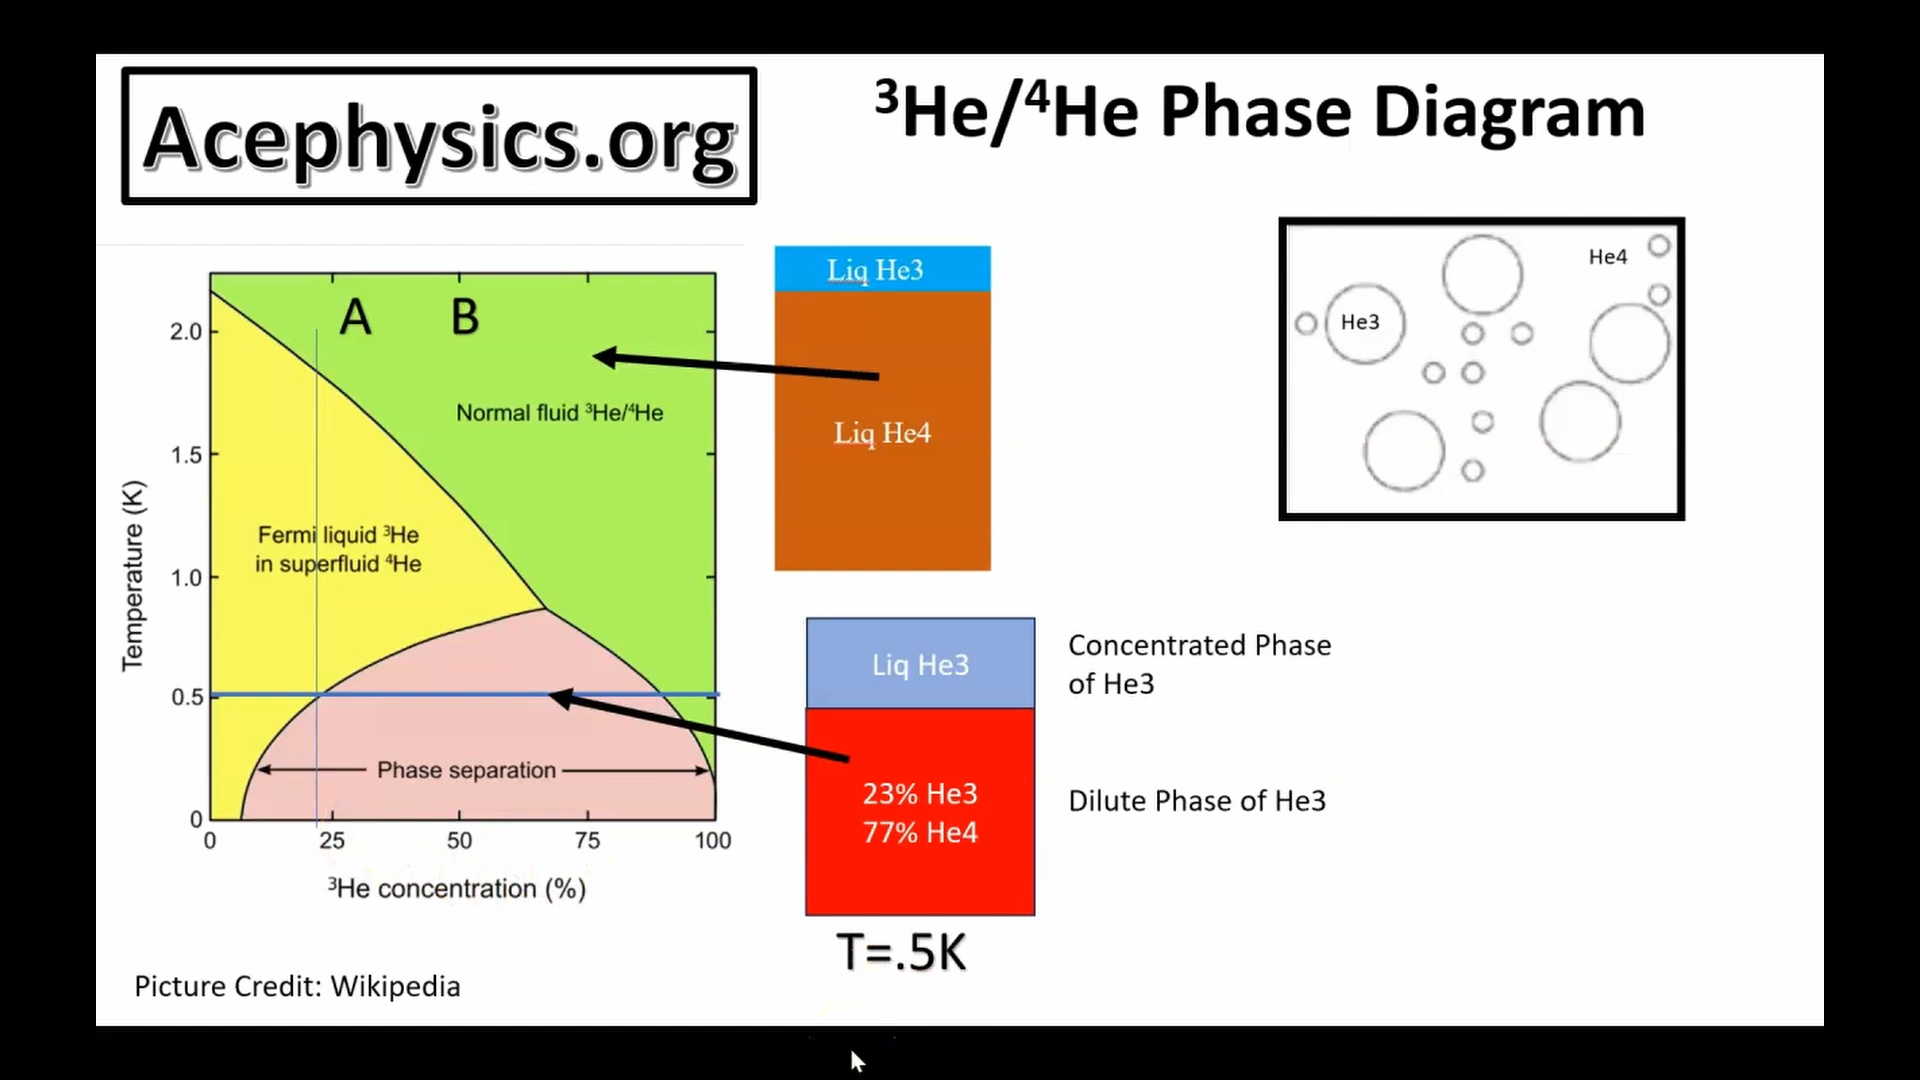 Acephysics.org
³He/⁴He Phase Diagram
A
B
Normal fluid ³He/⁴He
Fermi liquid ³He
in superfluid ⁴He
Phase separation
Temperature (K)
2.0
1.5
1.0
0.5
0
0
25
50
75
100
³He concentration (%)
Picture Credit: Wikipedia
Liq He3
Liq He4
Liq He3
23% He3
77% He4
T=.5K
Concentrated Phase
of He3
Dilute Phase of He3
He4
He3